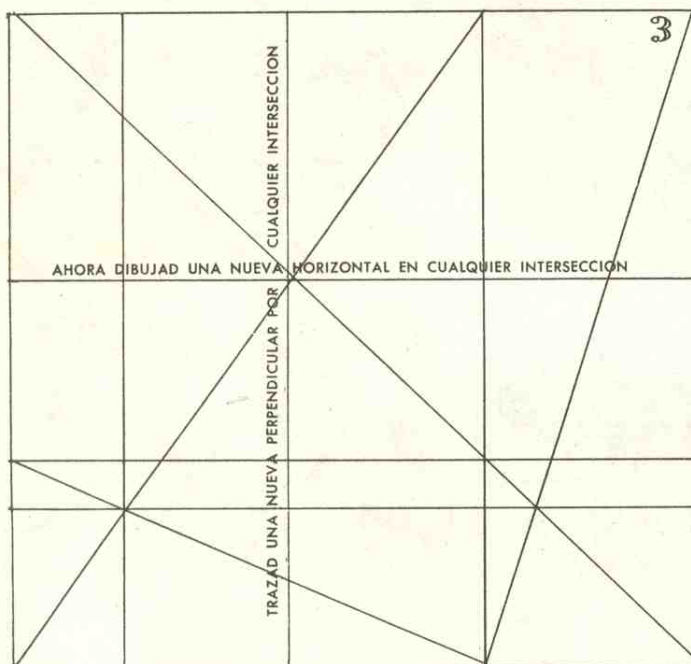 3
AHORA DIBUJAD UNA NUEVA HORIZONTAL EN CUALQUIER INTERSECCION
TRAZAD UNA NUEVA PERPENDICULAR POR CUALQUIER INTERSECCION